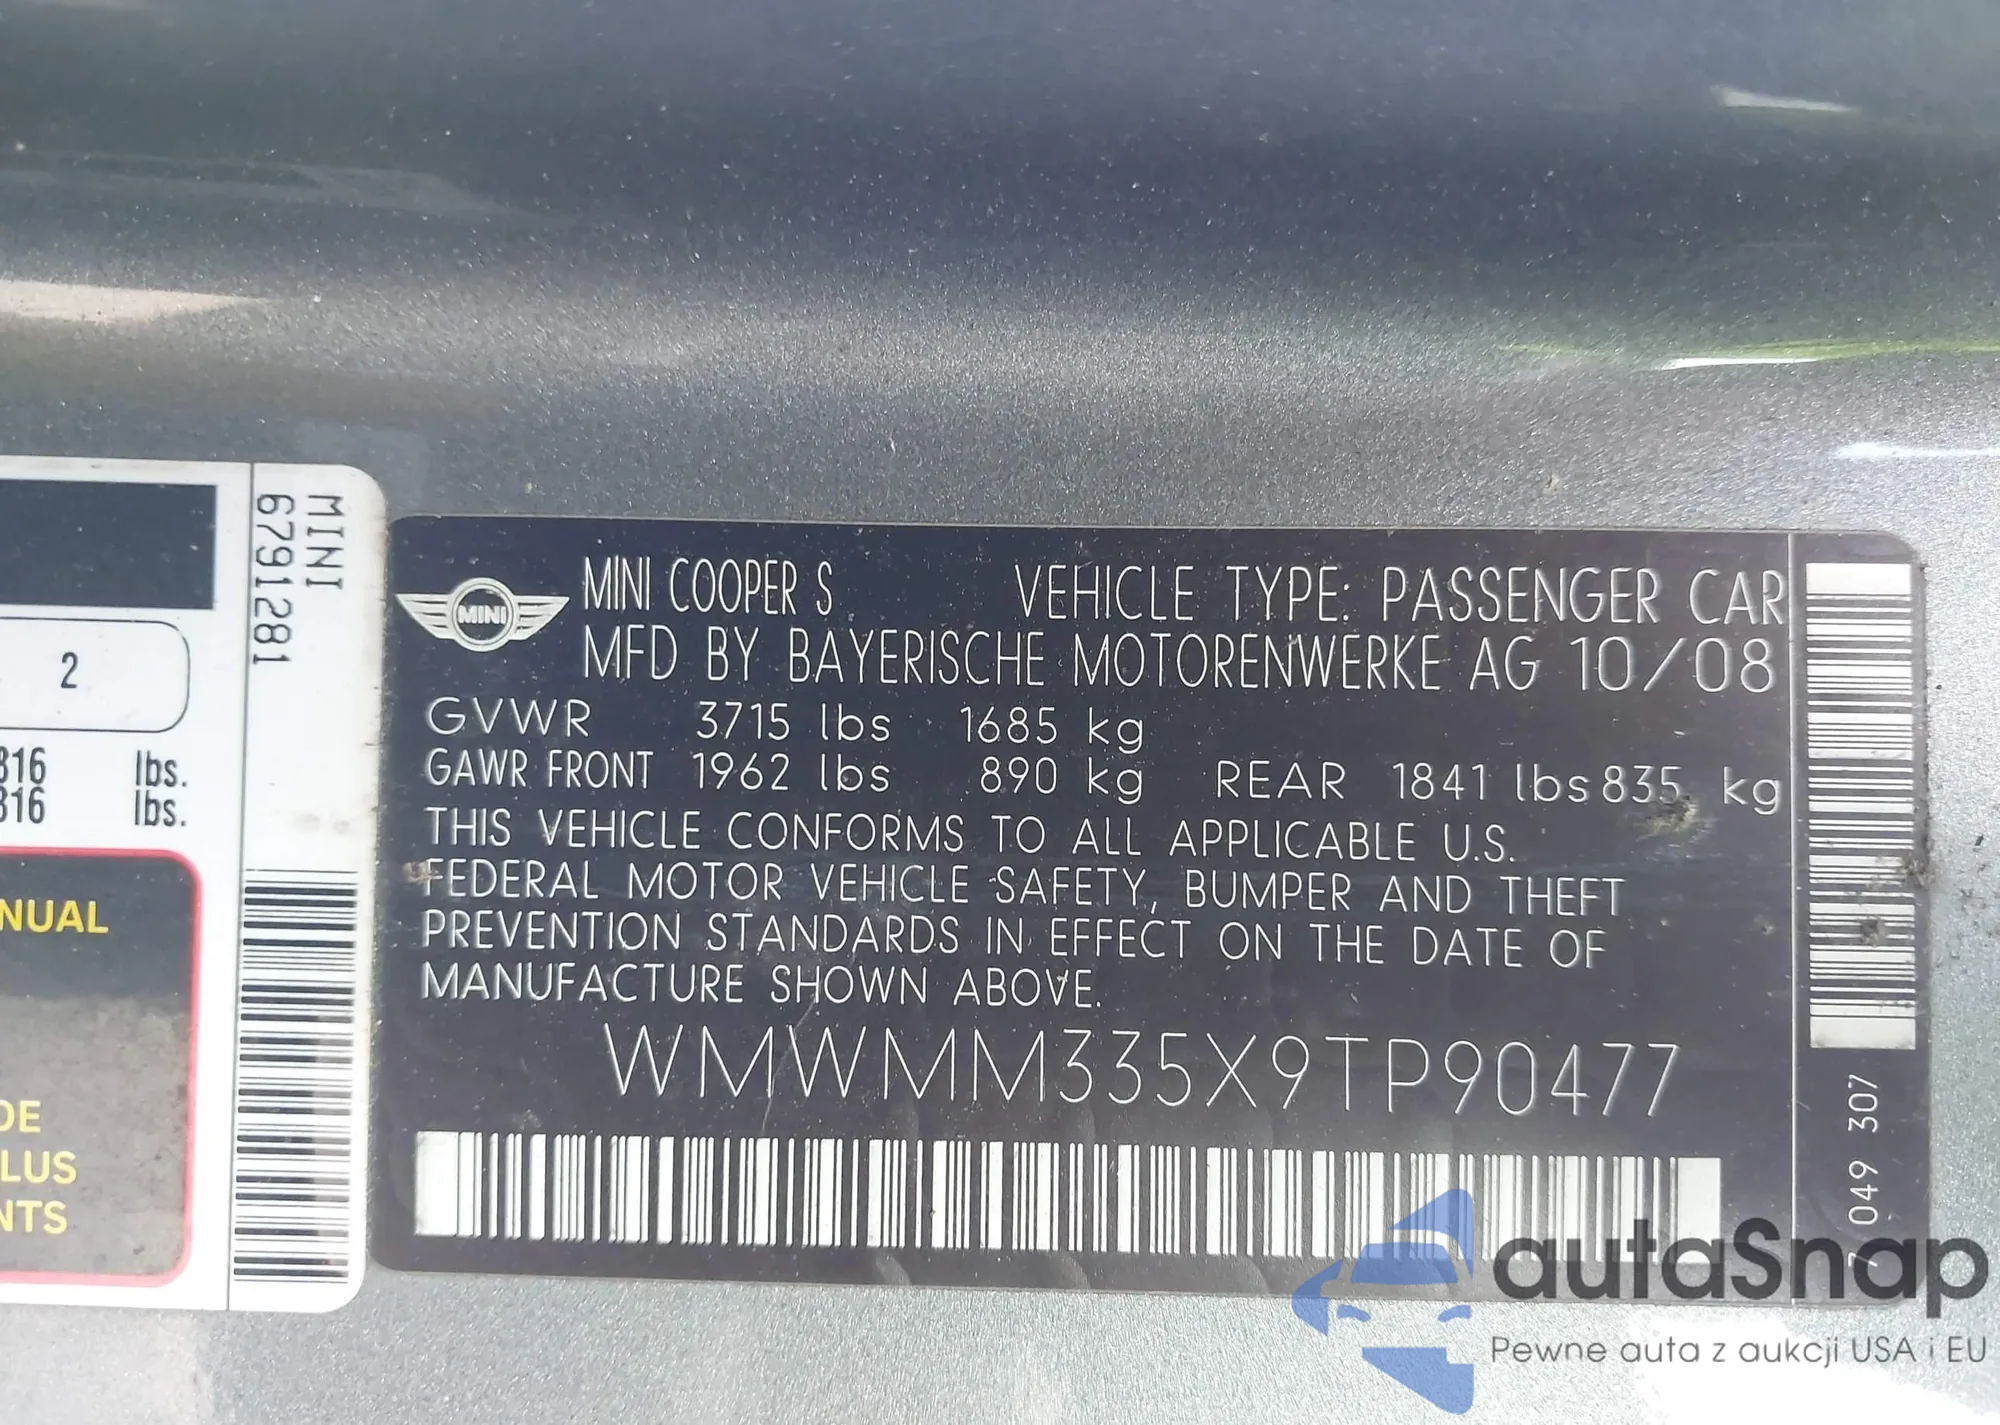 MINI
6791281
2
816 lbs.
816 lbs.
NUAL
DE
LUS
NTS
MINI
MINI COOPER S VEHICLE TYPE: PASSENGER CAR
MFD BY BAYERISCHE MOTORENWERKE AG 10/08
GVWR 3715 lbs 1685 kg
GAWR FRONT 1962 lbs 890 kg REAR 1841 lbs 835 kg
THIS VEHICLE CONFORMS TO ALL APPLICABLE U.S.
FEDERAL MOTOR VEHICLE SAFETY, BUMPER AND THEFT
PREVENTION STANDARDS IN EFFECT ON THE DATE OF
MANUFACTURE SHOWN ABOVE.
WMWMM335X9TP90477
7 049 307
autaSnap
Pewne auta z aukcji USA i EU